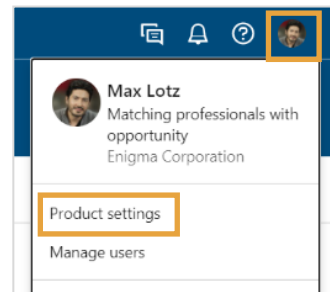 Max Lotz
Matching professionals with
opportunity
Enigma Corporation
Product settings
Manage users